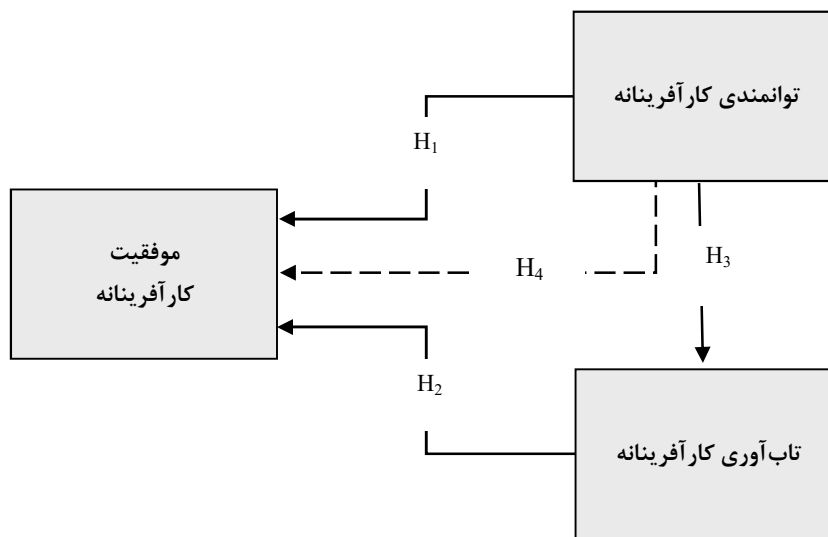 توانمندی کارآفرینانه
H₁
موفقیت
کارآفرینانه
H₄
H₃
H₂
تاب‌آوری کارآفرینانه